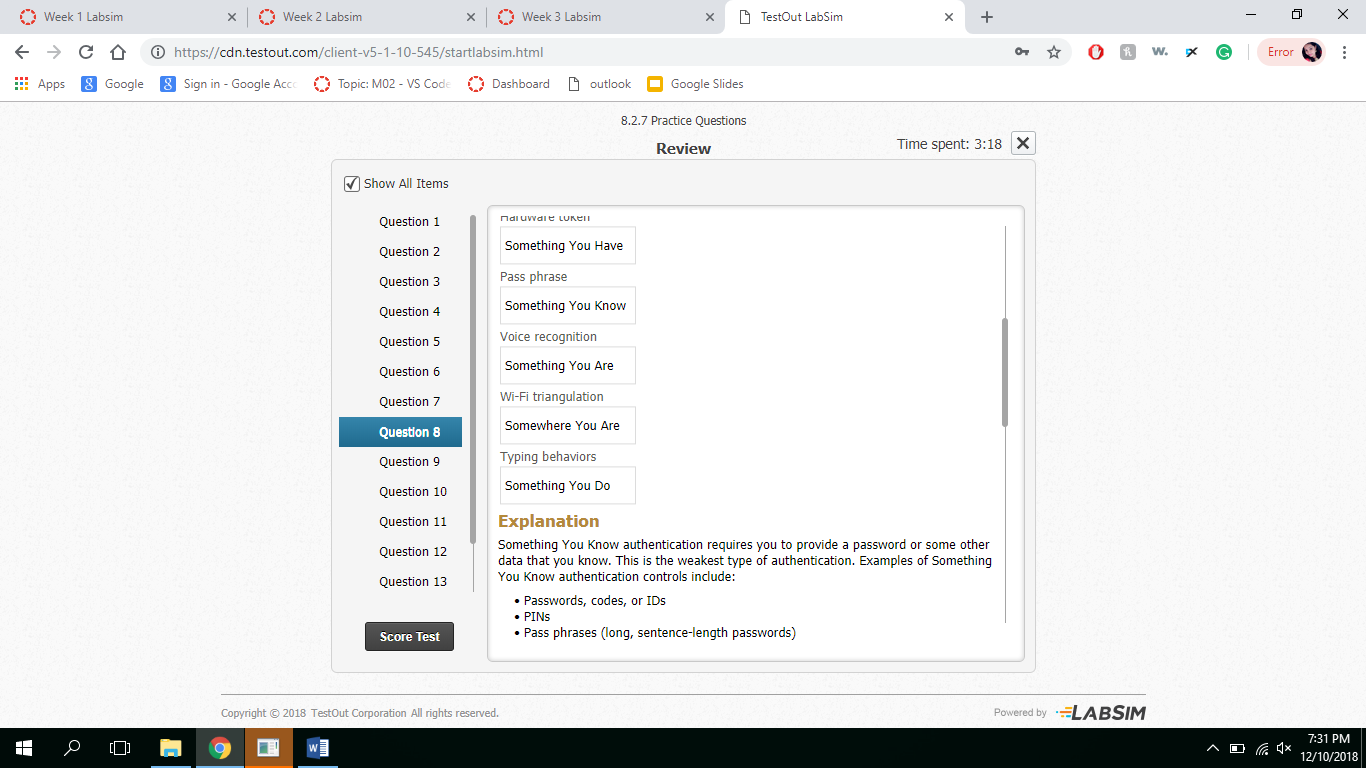 Week 1 Labsim
Week 2 Labsim
Week 3 Labsim
TestOut LabSim
https://cdn.testout.com/client-v5-1-10-545/startlabsim.html
Error
Apps
Google
Sign in - Google Acco
Topic: M02 - VS Code
Dashboard
outlook
Google Slides
8.2.7 Practice Questions
Review
Time spent: 3:18
Show All Items
Question 1
Question 2
Question 3
Question 4
Question 5
Question 6
Question 7
Question 8
Question 9
Question 10
Question 11
Question 12
Question 13
Score Test
Hardware token
Something You Have
Pass phrase
Something You Know
Voice recognition
Something You Are
Wi-Fi triangulation
Somewhere You Are
Typing behaviors
Something You Do
Explanation
Something You Know authentication requires you to provide a password or some other
data that you know. This is the weakest type of authentication. Examples of Something
You Know authentication controls include:
• Passwords, codes, or IDs
• PINs
• Pass phrases (long, sentence-length passwords)
Copyright © 2018 TestOut Corporation All rights reserved.
Powered by LABSIM
7:31 PM
12/10/2018